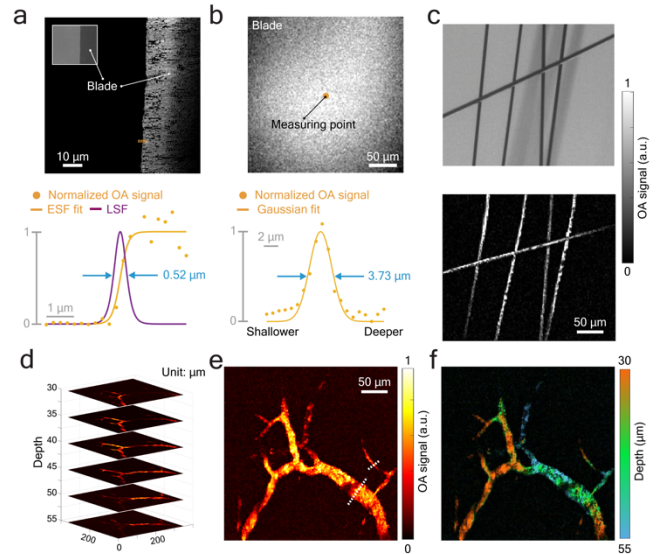 a
Blade
10 µm
Normalized OA signal
ESF fit
LSF
1
0.52 µm
1 µm
0
b
Blade
Measuring point
50 µm
Normalized OA signal
Gaussian fit
2 µm
1
3.73 µm
0
Shallower
Deeper
c
1
OA signal (a.u.)
0
50 µm
d
Unit: µm
30
35
40
45
50
55
Depth
200
0
200
e
50 µm
1
OA signal (a.u.)
0
f
30
Depth (µm)
55